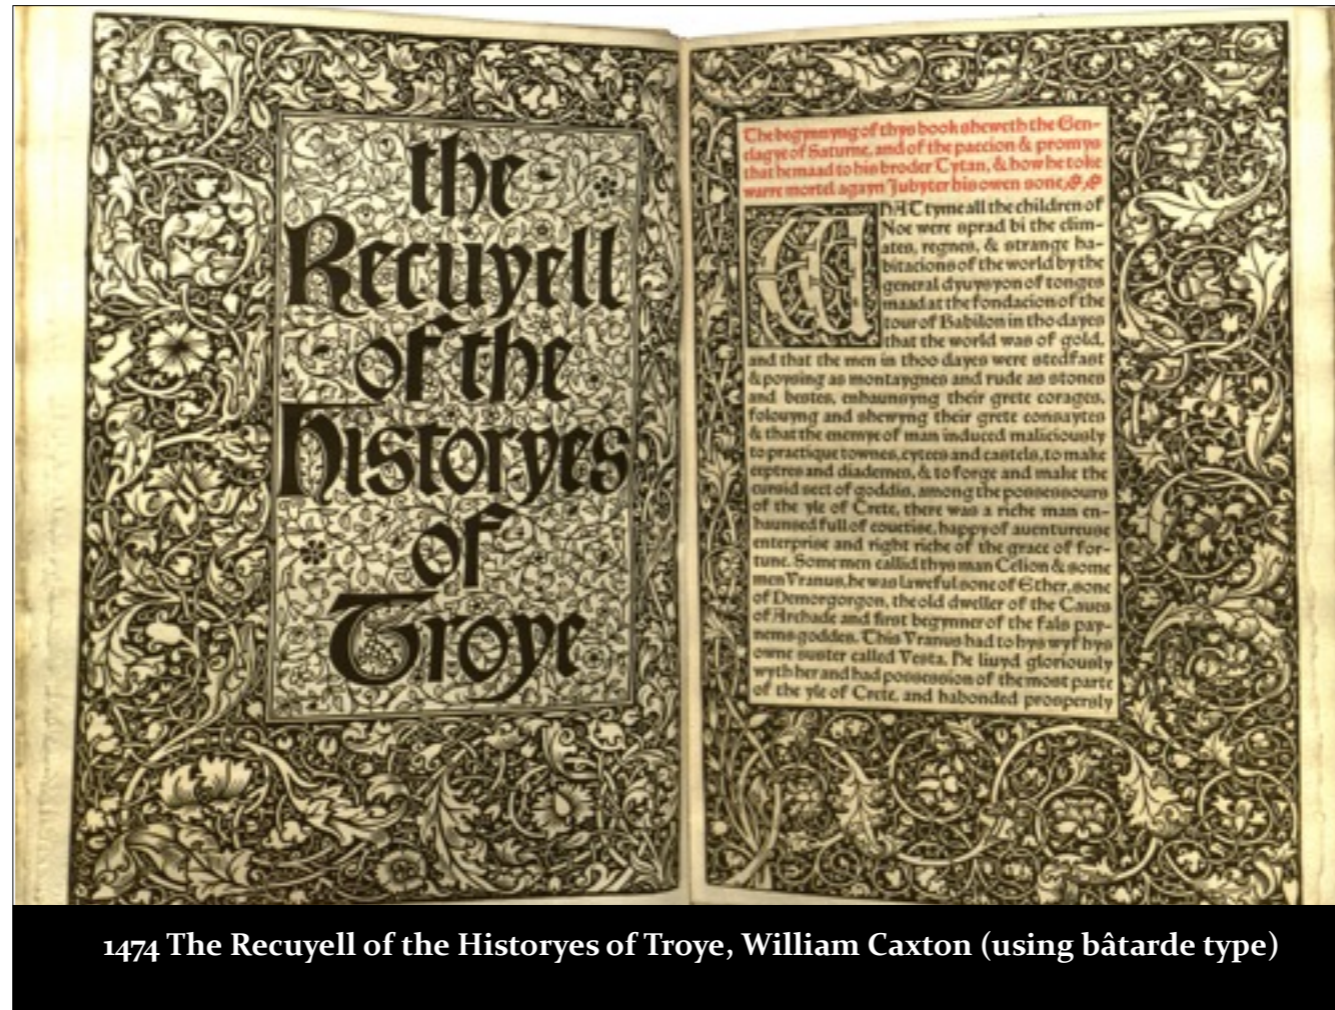 the
Recuyell
of the
historyes
of
Troye
The begynnyng of thys book sheweth the Gen-
elagye of Saturne, and of the paccion & promys
that he maad to his broder Tytan, & how he toke
warre mortel agayn Jubyter his owen sone,
WHAT tyme all the children of
Noe were sprad bi the clim-
ates, regnes, & strange ha-
bitacions of the world by the
general dyuysyon of tonges
maad at the fondacion of the
tour of Babilon in tho dayes
that the world was of gold,
and that the men in thoo dayes were stedfast
& poysing as montaygnes and rude as stones
and bestes, enhaunsyng their grete corages,
folowyng and shewyng their grete consaytes
& that the enemye of man induced maliciously
to practique townes, cytees and castels, to make
ceptres and diademes, & to forge and make the
cursid sect of goddis, among the possessours
of the yle of Crete, there was a riche man en-
haunsed full of couetise, happy of auentureuse
enterprise and right riche of the grace of for-
tune. Some men callid thys man Celion & some
men Vranus, he was laweful sone of Ether, sone
of Demorgorgon, the old dweller of the Caues
of Archade and first begynner of the fals pay-
nems goddes. This Vranus had to hys wyf hys
owne suster called Vesta. He liuyd gloriously
wyth her and had possession of the most parte
of the yle of Crete, and habonded prospersly
1474 The Recuyell of the Historyes of Troye, William Caxton (using bâtarde type)